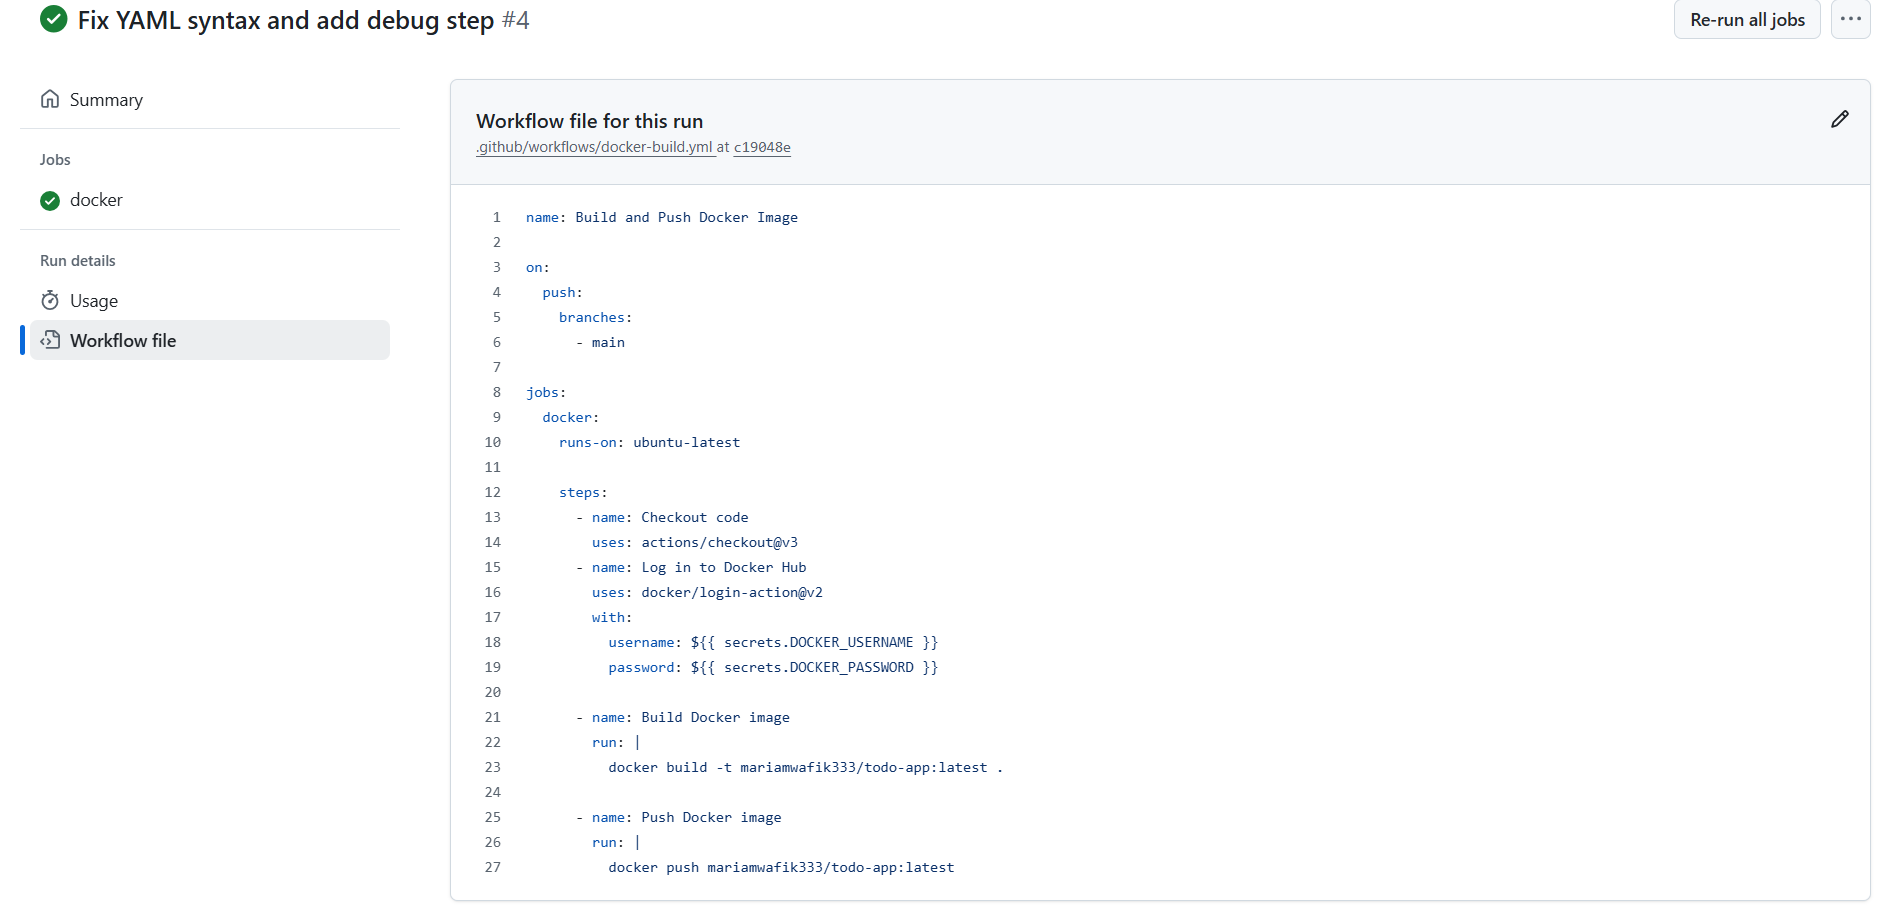 Fix YAML syntax and add debug step #4
Re-run all jobs
Summary
Jobs
docker
Run details
Usage
Workflow file
Workflow file for this run
.github/workflows/docker-build.yml at c19048e
1 name: Build and Push Docker Image
2
3 on:
4   push:
5     branches:
6       - main
7
8 jobs:
9   docker:
10     runs-on: ubuntu-latest
11
12     steps:
13       - name: Checkout code
14         uses: actions/checkout@v3
15       - name: Log in to Docker Hub
16         uses: docker/login-action@v2
17         with:
18           username: ${{ secrets.DOCKER_USERNAME }}
19           password: ${{ secrets.DOCKER_PASSWORD }}
20
21       - name: Build Docker image
22         run: |
23           docker build -t mariamwafik333/todo-app:latest .
24
25       - name: Push Docker image
26         run: |
27           docker push mariamwafik333/todo-app:latest